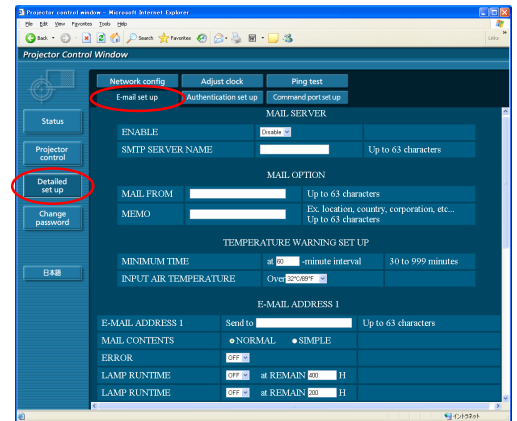 Projector control window - Microsoft Internet Explorer
File Edit View Favorites Tools Help
Back Search Favorites Links
Projector Control Window
Network config Adjust clock Ping test
E-mail set up Authentication set up Command port set up
Status
Projector control
Detailed set up
Change password
日本語
MAIL SERVER
ENABLE Disable
SMTP SERVER NAME Up to 63 characters
MAIL OPTION
MAIL FROM Up to 63 characters
MEMO Ex. location, country, corporation, etc...
Up to 63 characters
TEMPERATURE WARNING SET UP
MINIMUM TIME at 60 -minute interval 30 to 999 minutes
INPUT AIR TEMPERATURE Over 32°C/89°F
E-MAIL ADDRESS 1
E-MAIL ADDRESS 1 Send to Up to 63 characters
MAIL CONTENTS NORMAL SIMPLE
ERROR OFF
LAMP RUNTIME OFF at REMAIN 400 H
LAMP RUNTIME OFF at REMAIN 200 H
イントラネット